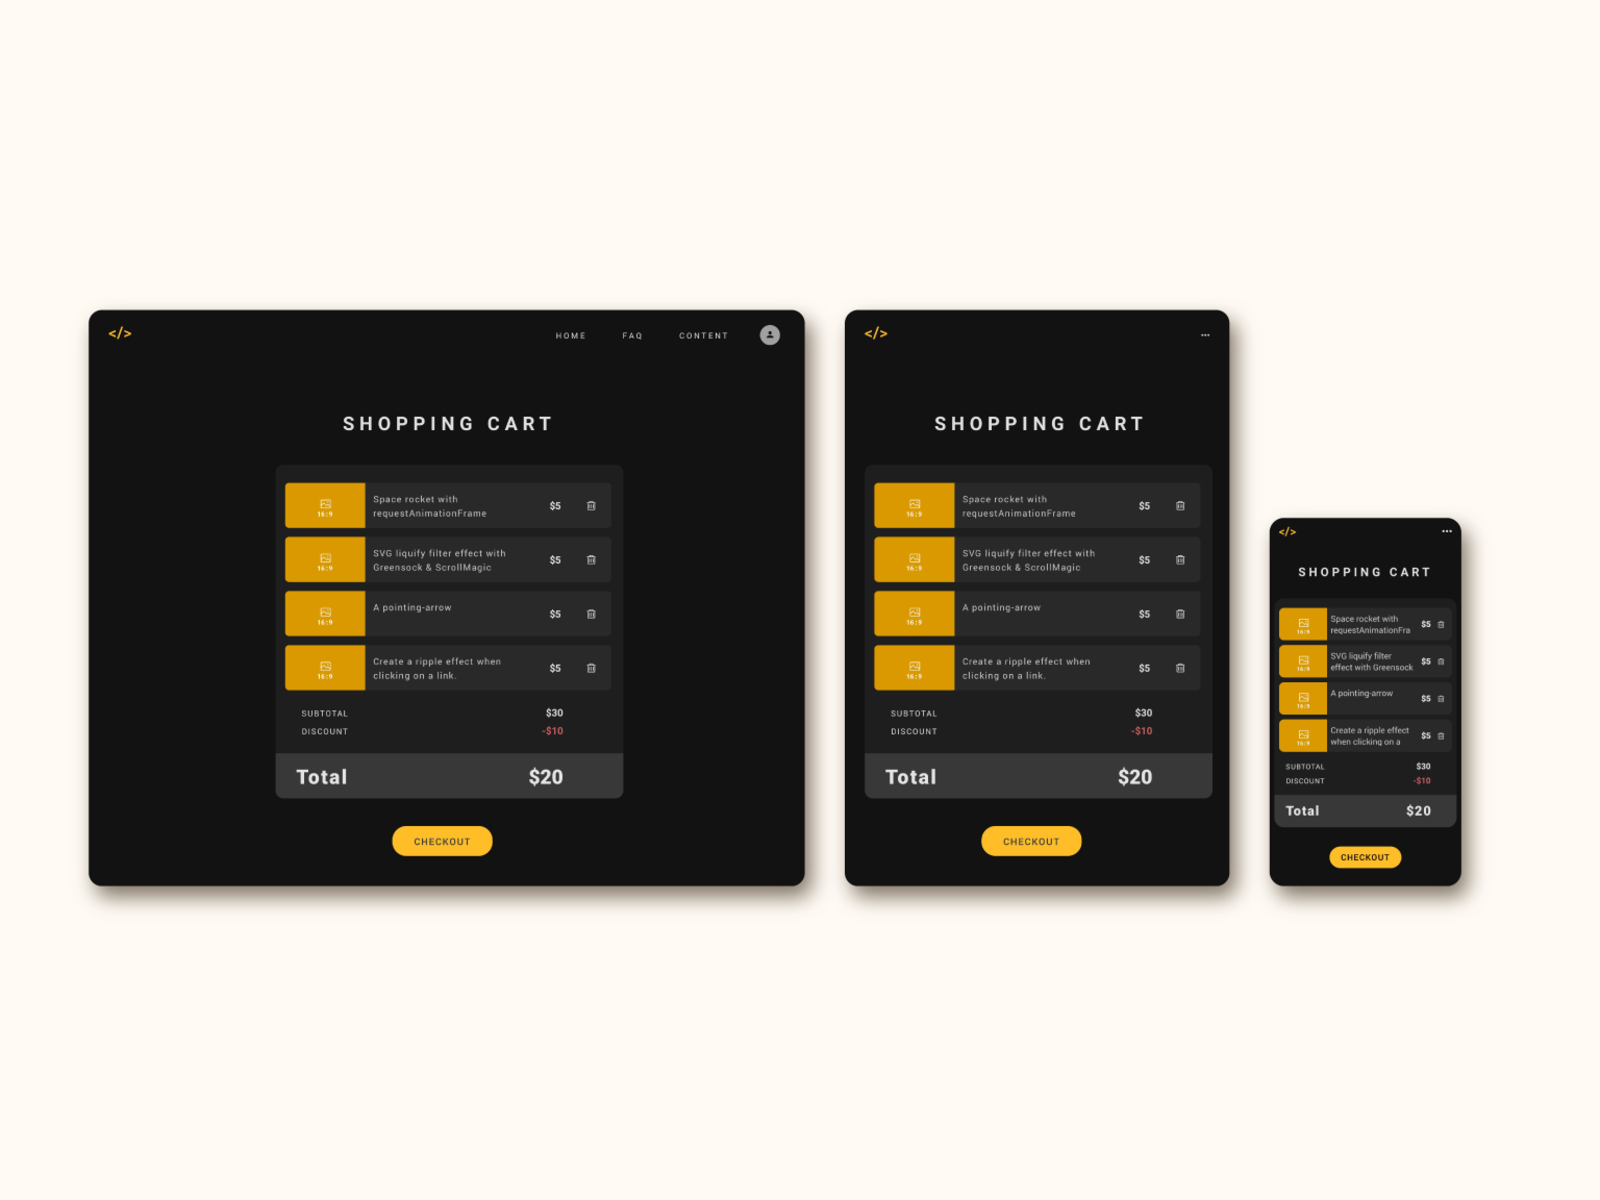 </>
HOME FAQ CONTENT
SHOPPING CART
16:9
Space rocket with
requestAnimationFrame
$5
16:9
SVG liquify filter effect with
Greensock & ScrollMagic
$5
16:9
A pointing-arrow
$5
16:9
Create a ripple effect when
clicking on a link.
$5
SUBTOTAL $30
DISCOUNT -$10
Total $20
CHECKOUT
</>
SHOPPING CART
16:9
Space rocket with
requestAnimationFrame
$5
16:9
SVG liquify filter effect with
Greensock & ScrollMagic
$5
16:9
A pointing-arrow
$5
16:9
Create a ripple effect when
clicking on a link.
$5
SUBTOTAL $30
DISCOUNT -$10
Total $20
CHECKOUT
</>
SHOPPING CART
16:9
Space rocket with
requestAnimationFra
$5
16:9
SVG liquify filter
effect with Greensock
$5
16:9
A pointing-arrow
$5
16:9
Create a ripple effect
when clicking on a
$5
SUBTOTAL $30
DISCOUNT -$10
Total $20
CHECKOUT